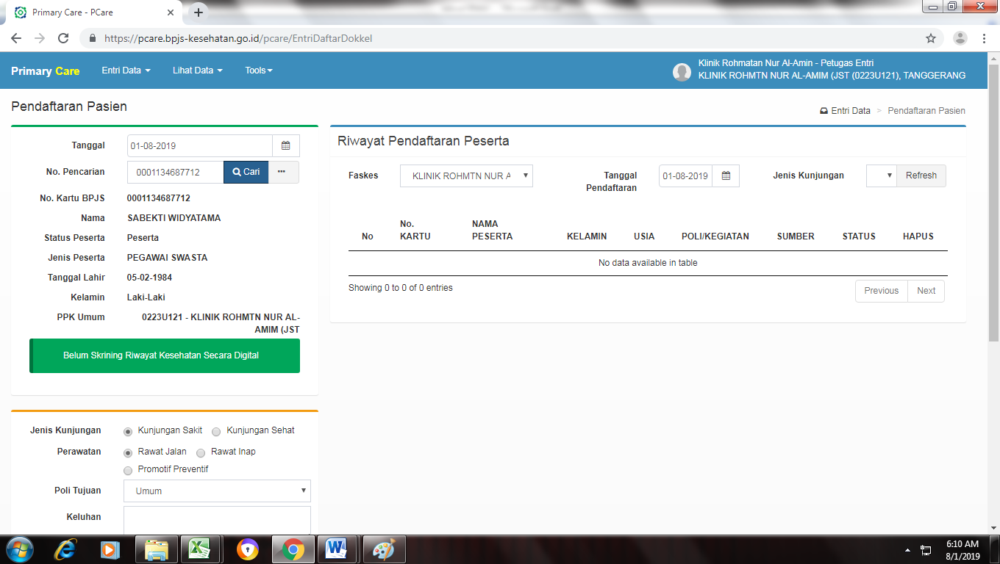 Primary Care - PCare
https://pcare.bpjs-kesehatan.go.id/pcare/EntriDaftarDokkel
Primary Care
Entri Data
Lihat Data
Tools
Klinik Rohmatan Nur Al-Amin - Petugas Entri
KLINIK ROHMTN NUR AL-AMIM (JST (0223U121), TANGGERANG
Pendaftaran Pasien
Entri Data > Pendaftaran Pasien
Tanggal 01-08-2019
No. Pencarian 0001134687712 Cari ...
No. Kartu BPJS 0001134687712
Nama SABEKTI WIDYATAMA
Status Peserta Peserta
Jenis Peserta PEGAWAI SWASTA
Tanggal Lahir 05-02-1984
Kelamin Laki-Laki
PPK Umum 0223U121 - KLINIK ROHMTN NUR AL-
AMIM (JST
Belum Skrining Riwayat Kesehatan Secara Digital
Jenis Kunjungan Kunjungan Sakit Kunjungan Sehat
Perawatan Rawat Jalan Rawat Inap
Promotif Preventif
Poli Tujuan Umum
Keluhan
Riwayat Pendaftaran Peserta
Faskes KLINIK ROHMTN NUR A
Tanggal
Pendaftaran
01-08-2019
Jenis Kunjungan
Refresh
No
No.
KARTU
NAMA
PESERTA
KELAMIN
USIA
POLI/KEGIATAN
SUMBER
STATUS
HAPUS
No data available in table
Showing 0 to 0 of 0 entries
Previous
Next
6:10 AM
8/1/2019